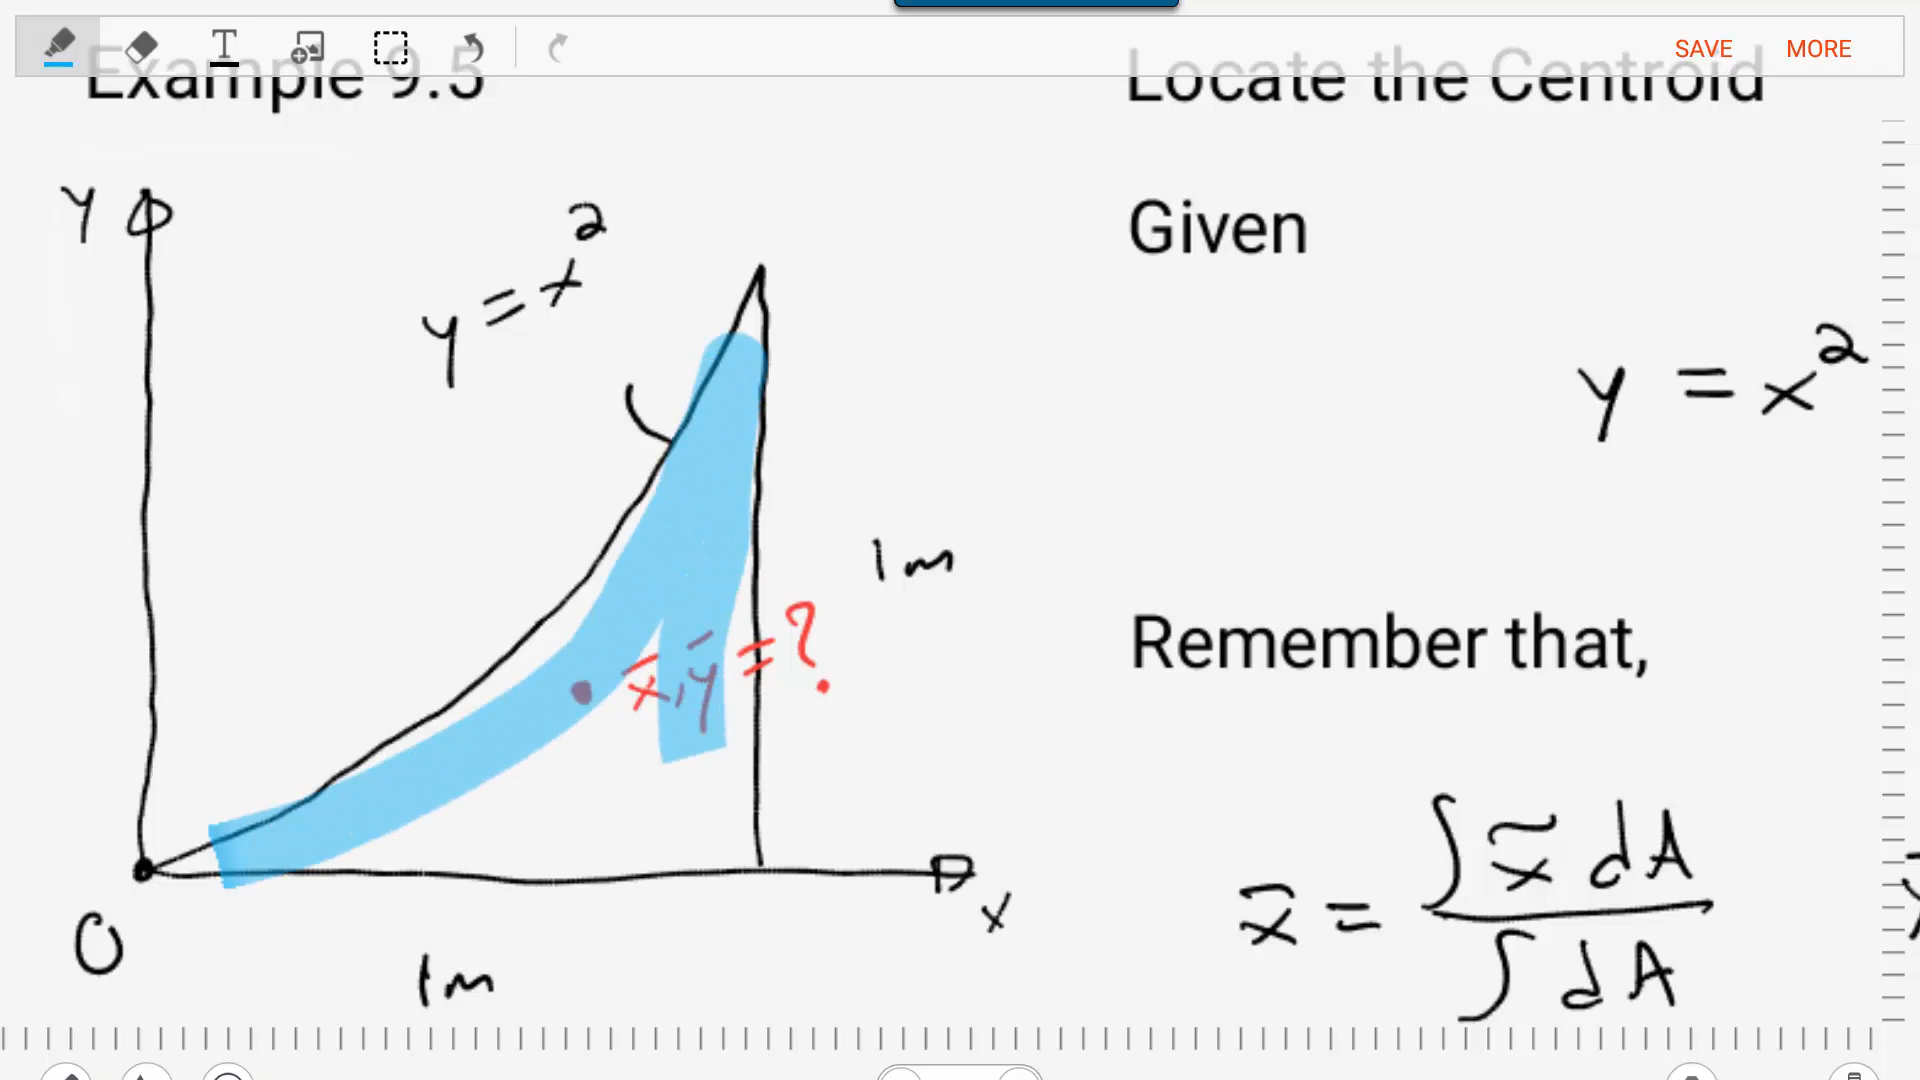 T
SAVE
MORE
Example 9.5
Locate the Centroid
Y
y = x²
Given
y = x²
1m
x̄, ȳ = ?
Remember that,
x̄ = ∫ x̃ dA / ∫ dA
x
O
1m